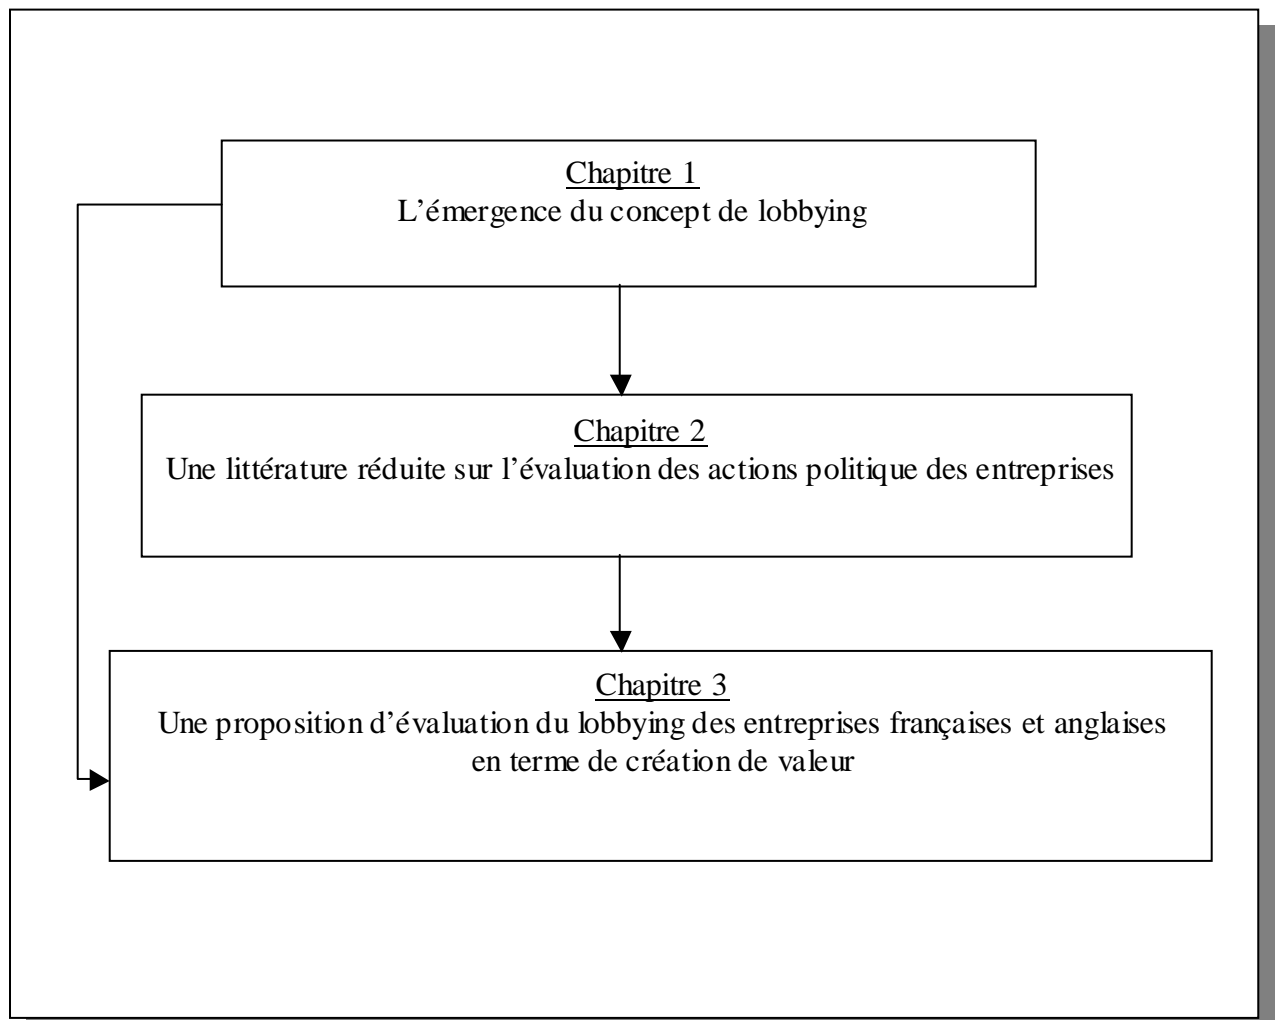 Chapitre 1
L’émergence du concept de lobbying
Chapitre 2
Une littérature réduite sur l’évaluation des actions politique des entreprises
Chapitre 3
Une proposition d’évaluation du lobbying des entreprises françaises et anglaises
en terme de création de valeur